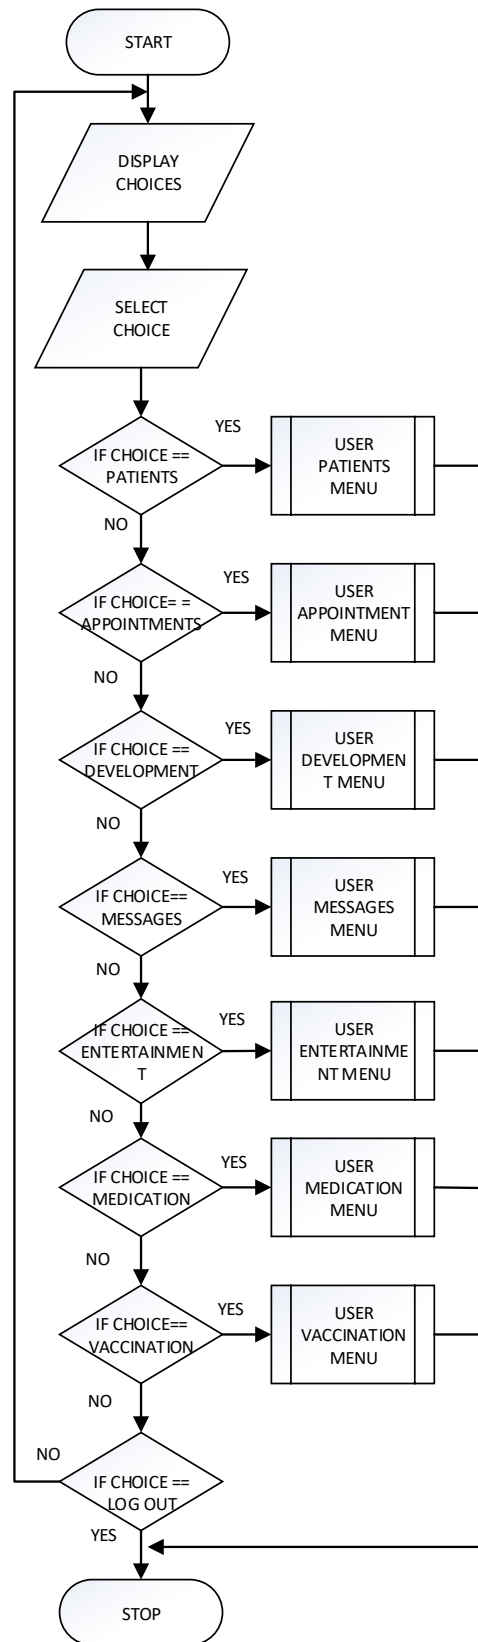 START
DISPLAY
CHOICES
SELECT
CHOICE
IF CHOICE ==
PATIENTS
YES
USER
PATIENTS
MENU
NO
IF CHOICE= =
APPOINTMENTS
YES
USER
APPOINTMENT
MENU
NO
IF CHOICE ==
DEVELOPMENT
YES
USER
DEVELOPMEN
T MENU
NO
IF CHOICE==
MESSAGES
YES
USER
MESSAGES
MENU
NO
IF CHOICE ==
ENTERTAINMEN
T
YES
USER
ENTERTAINME
NT MENU
NO
IF CHOICE ==
MEDICATION
YES
USER
MEDICATION
MENU
NO
IF CHOICE==
VACCINATION
YES
USER
VACCINATION
MENU
NO
IF CHOICE ==
LOG OUT
NO
YES
STOP